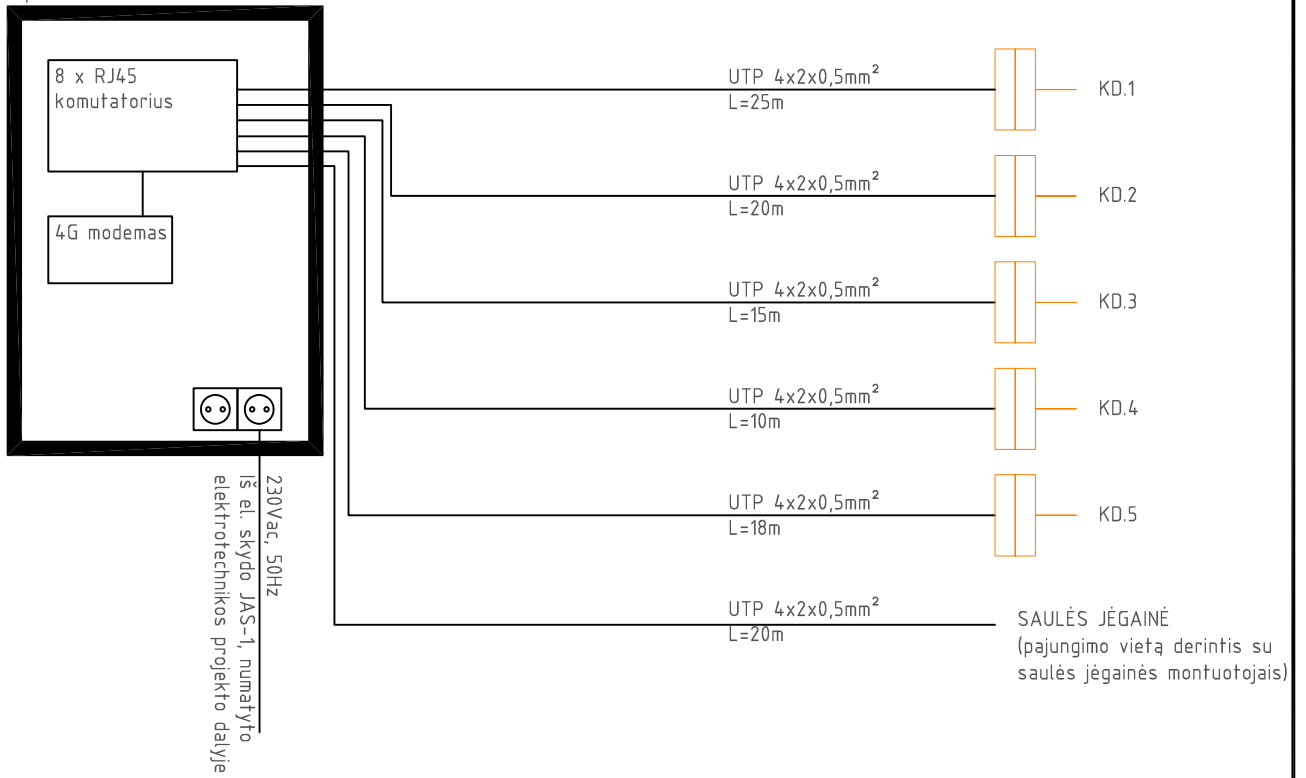 8 x RJ45
komutatorius
4G modemas
UTP 4x2x0,5mm²
L=25m
KD.1
UTP 4x2x0,5mm²
L=20m
KD.2
UTP 4x2x0,5mm²
L=15m
KD.3
UTP 4x2x0,5mm²
L=10m
KD.4
UTP 4x2x0,5mm²
L=18m
KD.5
UTP 4x2x0,5mm²
L=20m
SAULĖS JĖGAINĖ
(pajungimo vietą derintis su
saulės jėgainės montuotojais)
230Vac, 50Hz
Iš el. skydo JAS-1, numatyto
elektrotechnikos projekto dalyje